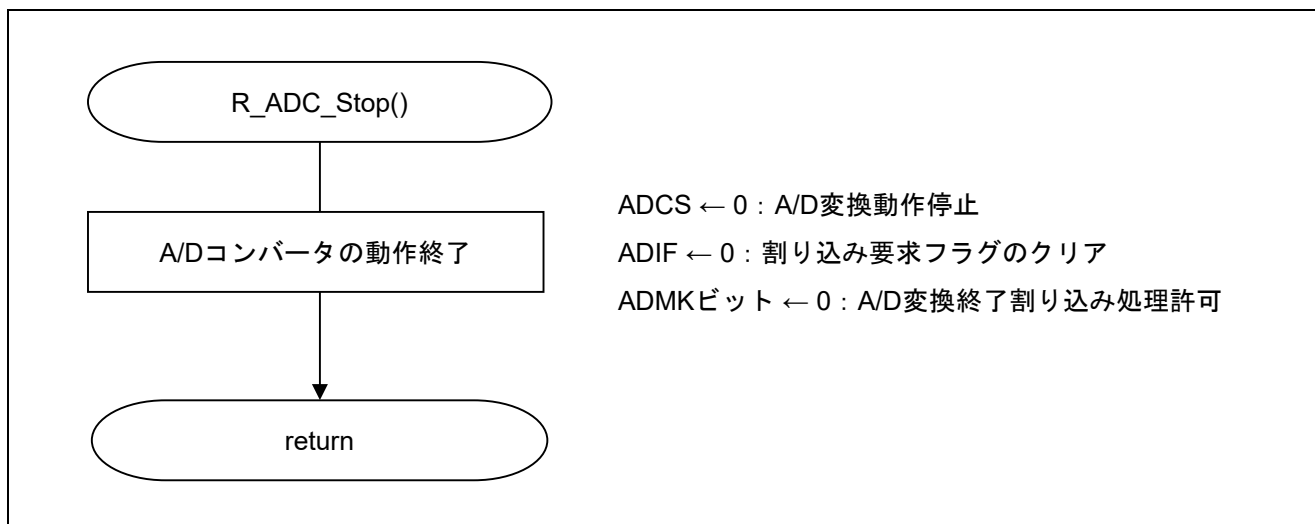 R_ADC_Stop()
A/Dコンバータの動作終了
ADCS ← 0：A/D変換動作停止
ADIF ← 0：割り込み要求フラグのクリア
ADMKビット ← 0：A/D変換終了割り込み処理許可
return